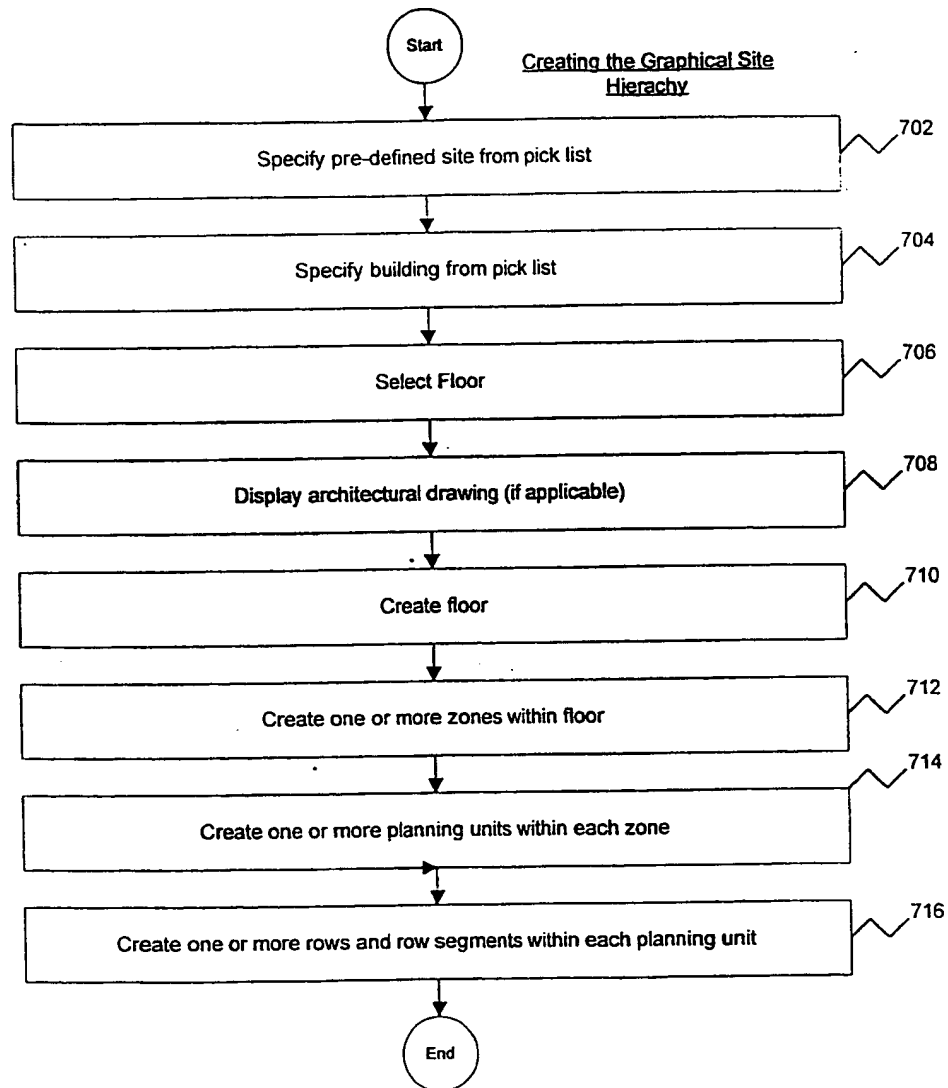 Start
Creating the Graphical Site
Hierachy
702
Specify pre-defined site from pick list
704
Specify building from pick list
706
Select Floor
708
Display architectural drawing (if applicable)
710
Create floor
712
Create one or more zones within floor
714
Create one or more planning units within each zone
716
Create one or more rows and row segments within each planning unit
End